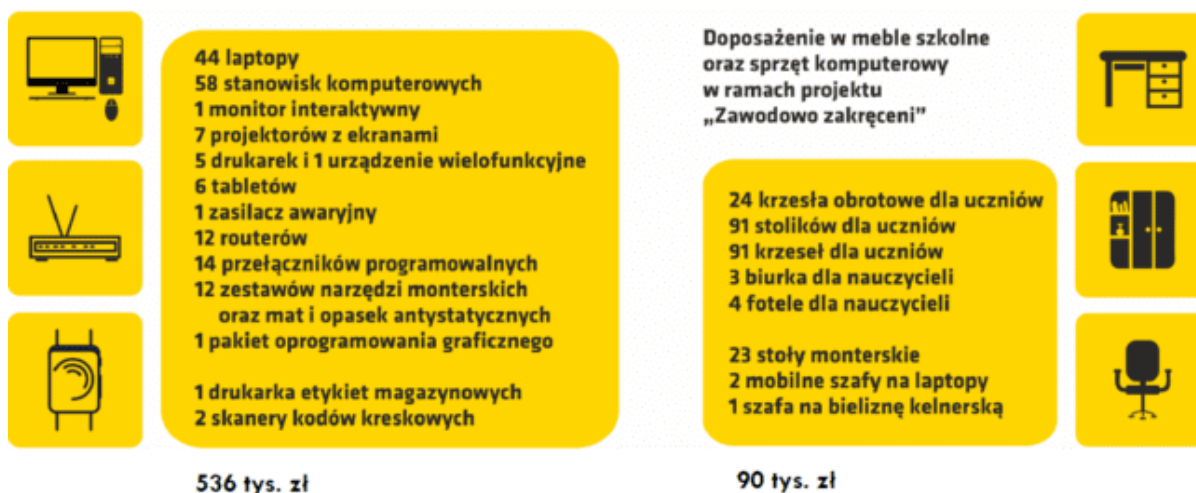 44 laptopy
58 stanowisk komputerowych
1 monitor interaktywny
7 projektorów z ekranami
5 drukarek i 1 urządzenie wielofunkcyjne
6 tabletów
1 zasilacz awaryjny
12 routerów
14 przełączników programowalnych
12 zestawów narzędzi monterskich
oraz mat i opasek antystatycznych
1 pakiet oprogramowania graficznego
1 drukarka etykiet magazynowych
2 skanery kodów kreskowych
536 tys. zł
Doposażenie w meble szkolne
oraz sprzęt komputerowy
w ramach projektu
„Zawodowo zakręceni”
24 krzesła obrotowe dla uczniów
91 stolików dla uczniów
91 krzeseł dla uczniów
3 biurka dla nauczycieli
4 fotele dla nauczycieli
23 stoły monterskie
2 mobilne szafy na laptopy
1 szafa na bieliznę kelnerską
90 tys. zł